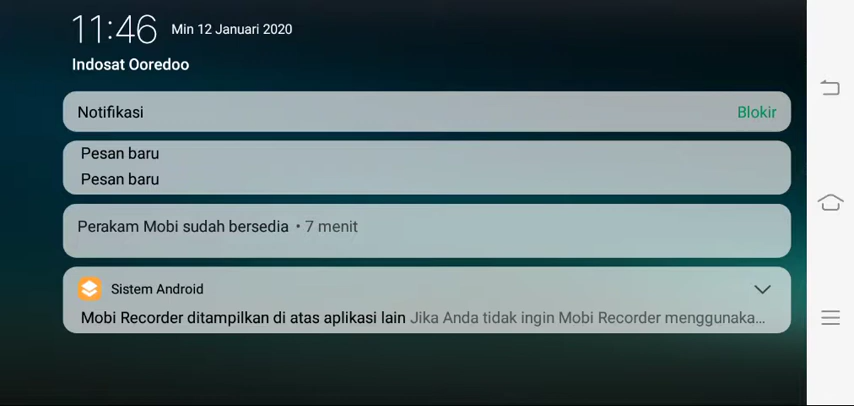 11:46 Min 12 Januari 2020
Indosat Ooredoo
Notifikasi Blokir
Pesan baru
Pesan baru
Perakam Mobi sudah bersedia • 7 menit
Sistem Android
Mobi Recorder ditampilkan di atas aplikasi lain Jika Anda tidak ingin Mobi Recorder menggunaka...